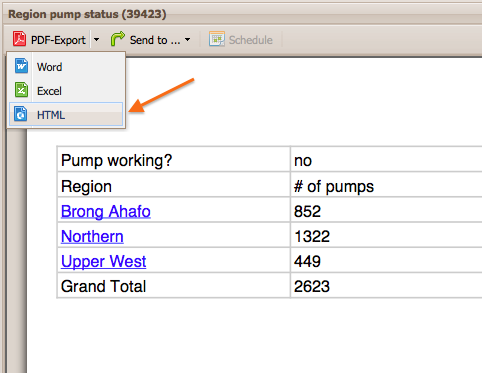 Region pump status (39423)
PDF-Export Send to ... Schedule
Word
Excel
HTML
Pump working? no
Region # of pumps
Brong Ahafo 852
Northern 1322
Upper West 449
Grand Total 2623